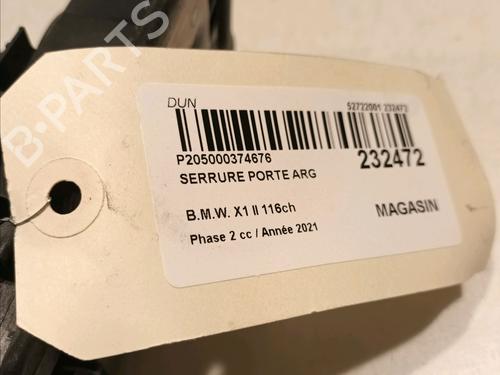 DUN 52722001 232472
P205000374676 232472
SERRURE PORTE ARG
B.M.W. X1 II 116ch MAGASIN
Phase 2 cc / Année 2021
B-PARTS